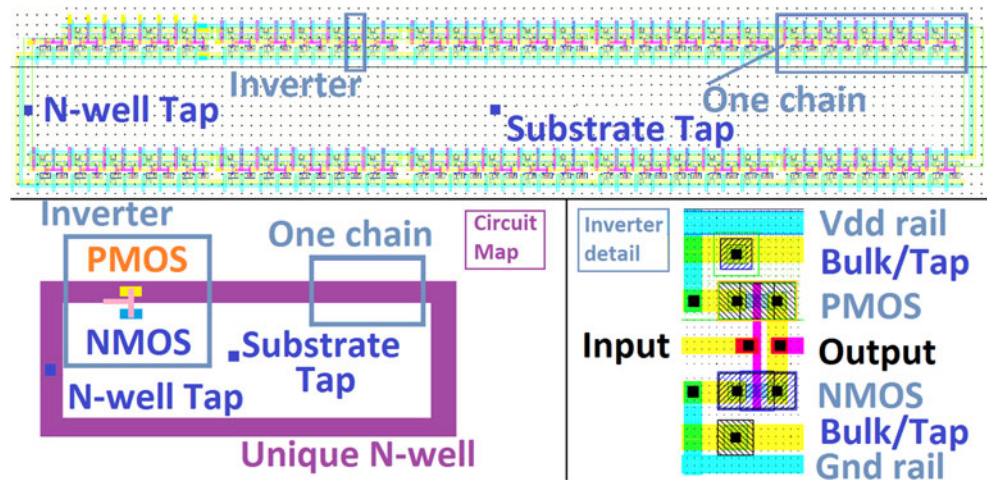 Inverter
One chain
N-well Tap
Substrate Tap
Inverter
PMOS
NMOS
One chain
Circuit
Map
Substrate
Tap
N-well Tap
Unique N-well
Inverter
detail
Vdd rail
Bulk/Tap
PMOS
Input
Output
NMOS
Bulk/Tap
Gnd rail